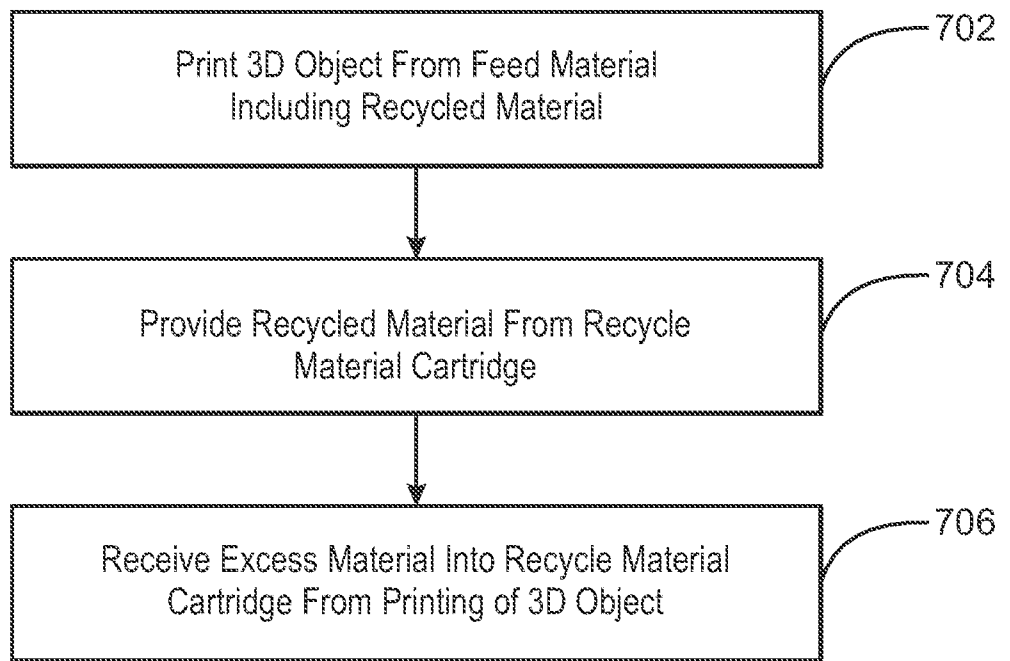 702
Print 3D Object From Feed Material
Including Recycled Material
704
Provide Recycled Material From Recycle
Material Cartridge
706
Receive Excess Material Into Recycle Material
Cartridge From Printing of 3D Object